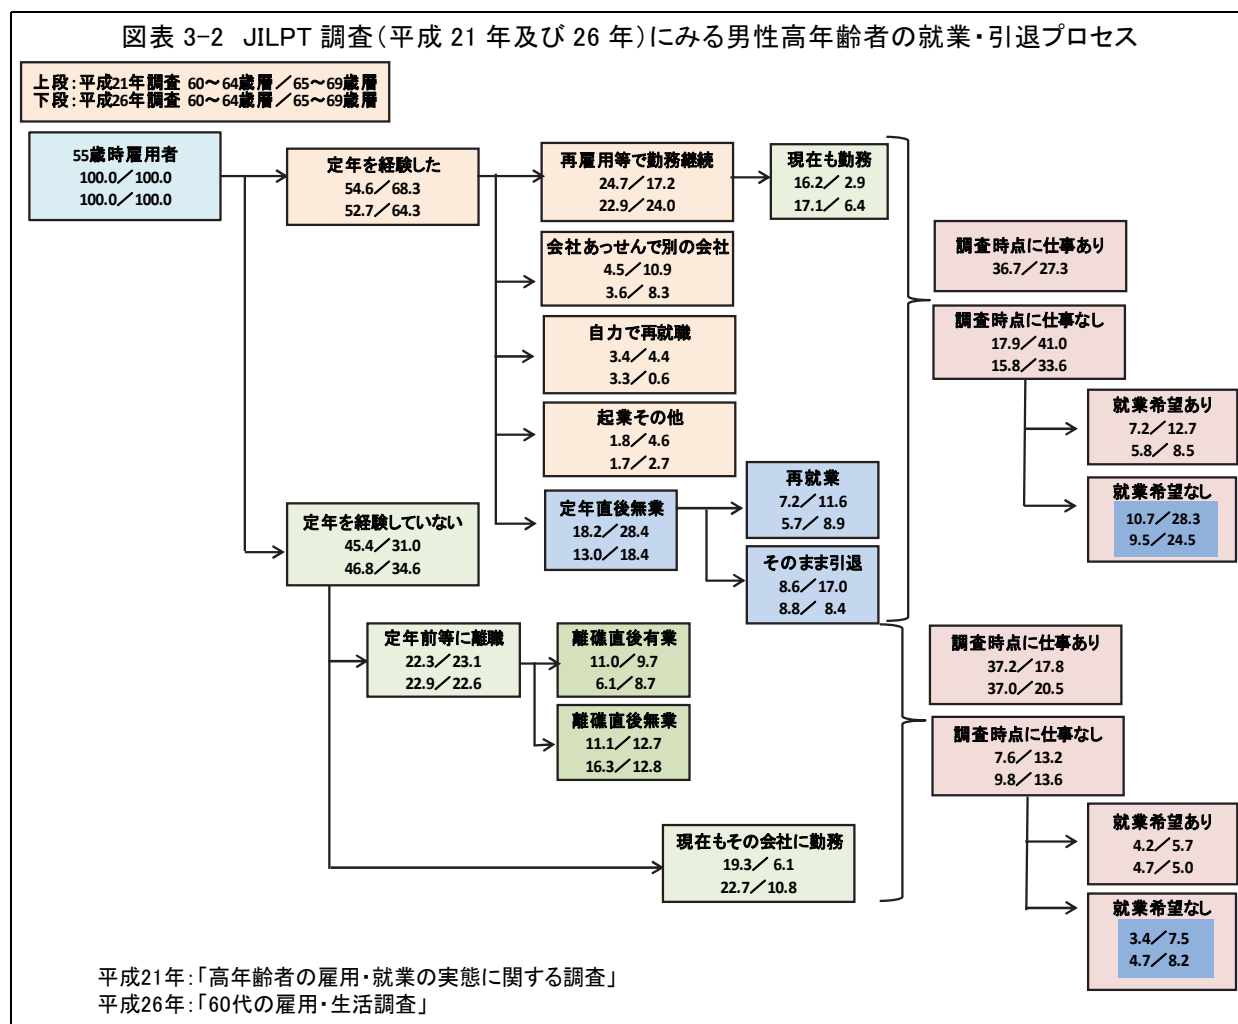 図表 3-2 JILPT 調査(平成 21 年及び 26 年)にみる男性高年齢者の就業・引退プロセス
上段:平成21年調査 60～64歳層／65～69歳層
下段:平成26年調査 60～64歳層／65～69歳層
55歳時雇用者
100.0／100.0
100.0／100.0
定年を経験した
54.6／68.3
52.7／64.3
再雇用等で勤務継続
24.7／17.2
22.9／24.0
現在も勤務
16.2／2.9
17.1／6.4
会社あっせんで別の会社
4.5／10.9
3.6／8.3
自力で再就職
3.4／4.4
3.3／0.6
起業その他
1.8／4.6
1.7／2.7
定年直後無業
18.2／28.4
13.0／18.4
再就業
7.2／11.6
5.7／8.9
そのまま引退
8.6／17.0
8.8／8.4
調査時点に仕事あり
36.7／27.3
調査時点に仕事なし
17.9／41.0
15.8／33.6
就業希望あり
7.2／12.7
5.8／8.5
就業希望なし
10.7／28.3
9.5／24.5
定年を経験していない
45.4／31.0
46.8／34.6
定年前等に離職
22.3／23.1
22.9／22.6
離礁直後有業
11.0／9.7
6.1／8.7
離礁直後無業
11.1／12.7
16.3／12.8
現在もその会社に勤務
19.3／6.1
22.7／10.8
調査時点に仕事あり
37.2／17.8
37.0／20.5
調査時点に仕事なし
7.6／13.2
9.8／13.6
就業希望あり
4.2／5.7
4.7／5.0
就業希望なし
3.4／7.5
4.7／8.2
平成21年:「高年齢者の雇用・就業の実態に関する調査」
平成26年:「60代の雇用・生活調査」